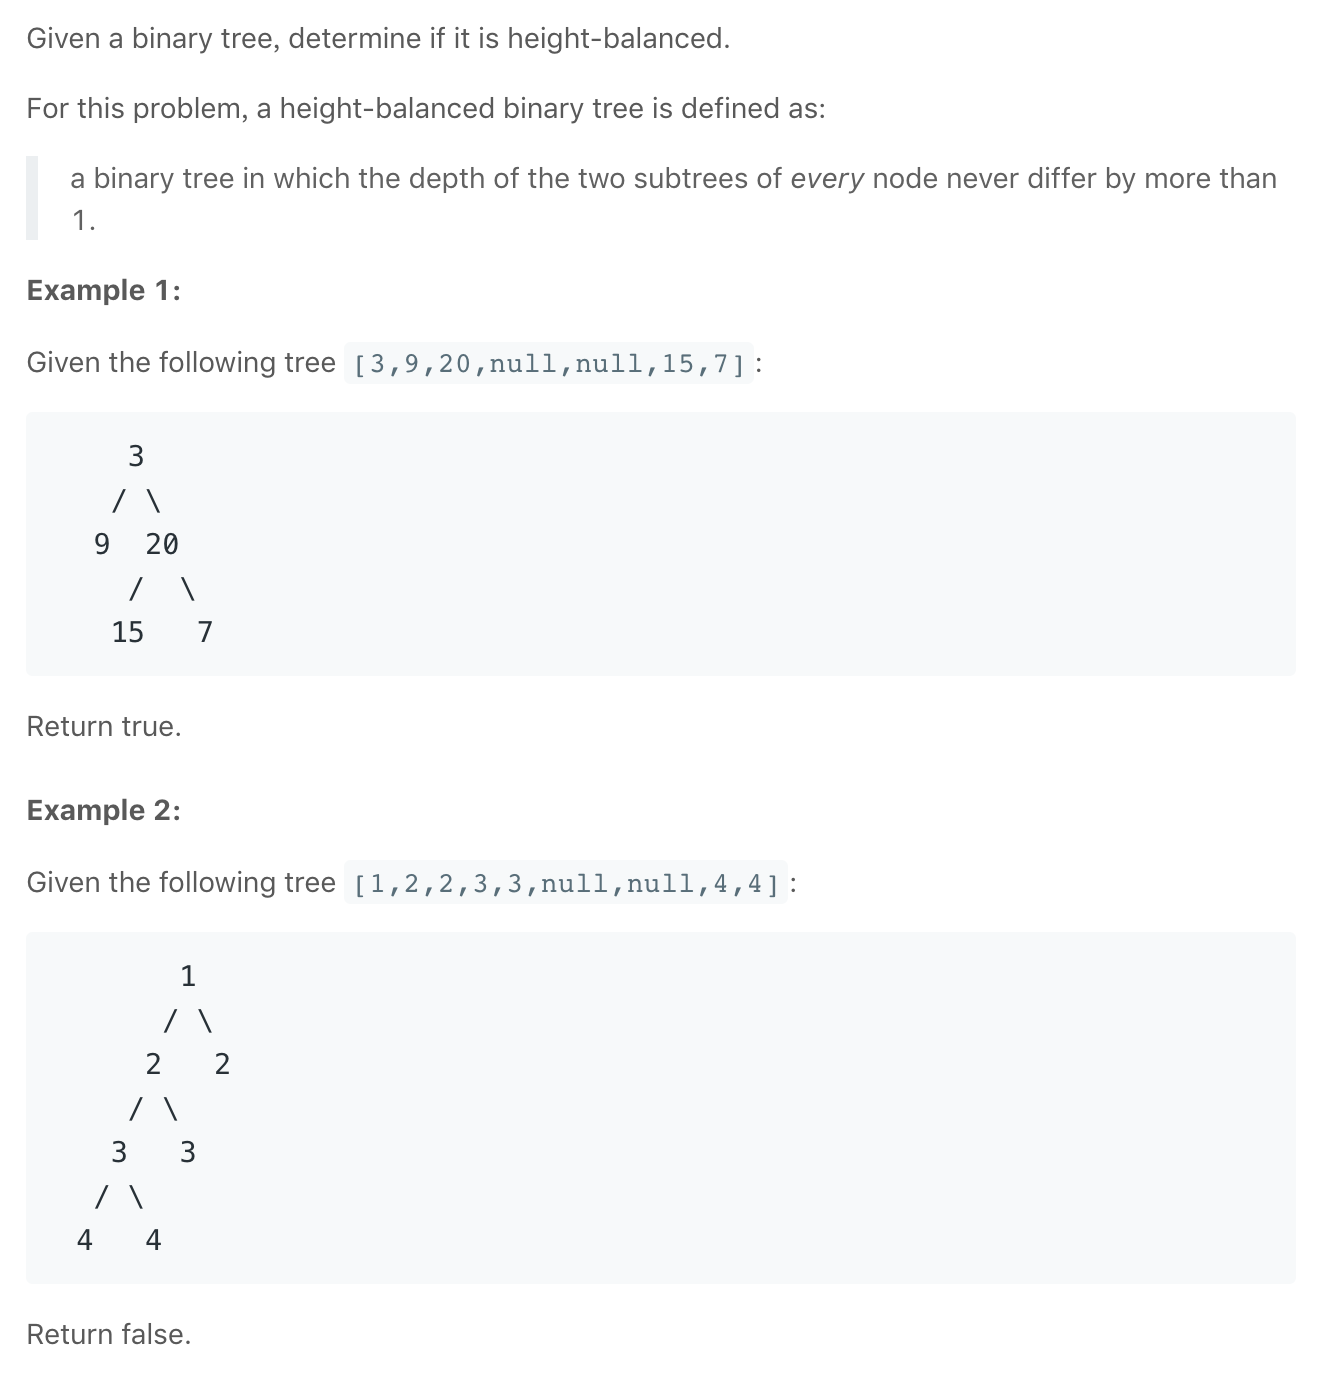 Given a binary tree, determine if it is height-balanced.
For this problem, a height-balanced binary tree is defined as:
a binary tree in which the depth of the two subtrees of every node never differ by more than
1.
Example 1:
Given the following tree [3,9,20,null,null,15,7]:
3
/ \
9  20
/  \
15   7
Return true.
Example 2:
Given the following tree [1,2,2,3,3,null,null,4,4]:
1
/ \
2   2
/ \
3   3
/ \
4   4
Return false.